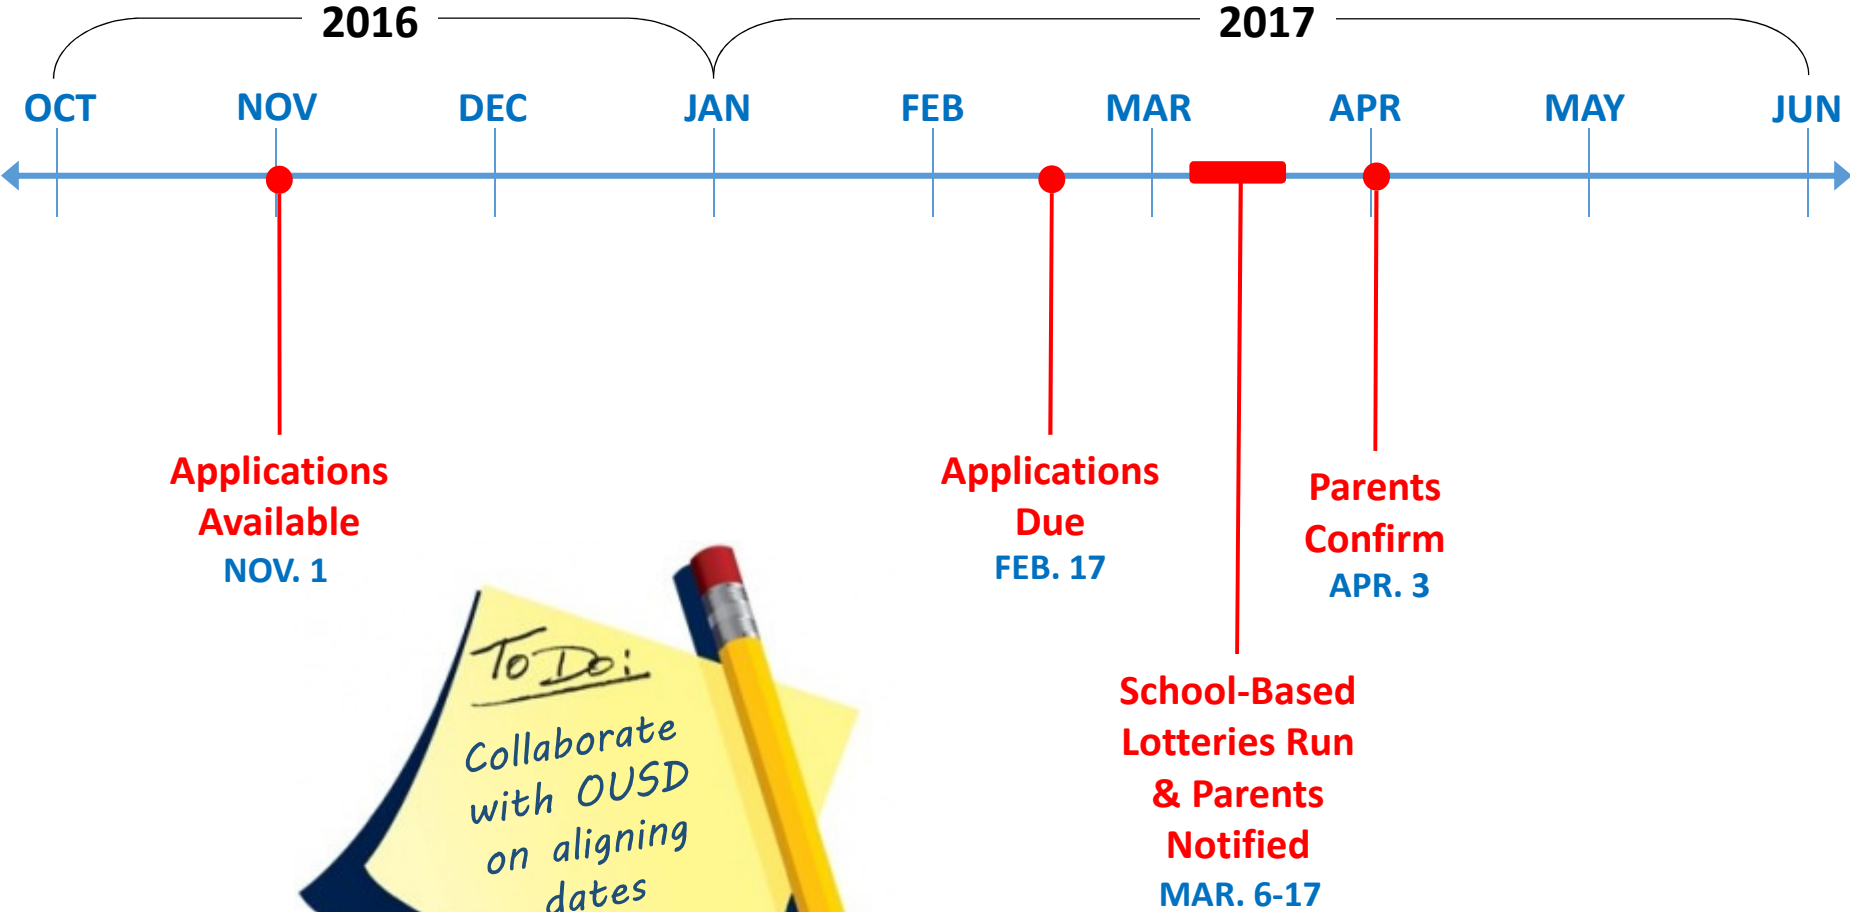 2016
2017
OCT
NOV
DEC
JAN
FEB
MAR
APR
MAY
JUN
Applications
Available
NOV. 1
Applications
Due
FEB. 17
Parents
Confirm
APR. 3
School-Based
Lotteries Run
& Parents
Notified
MAR. 6-17
To Do:
Collaborate
with OUSD
on aligning
dates